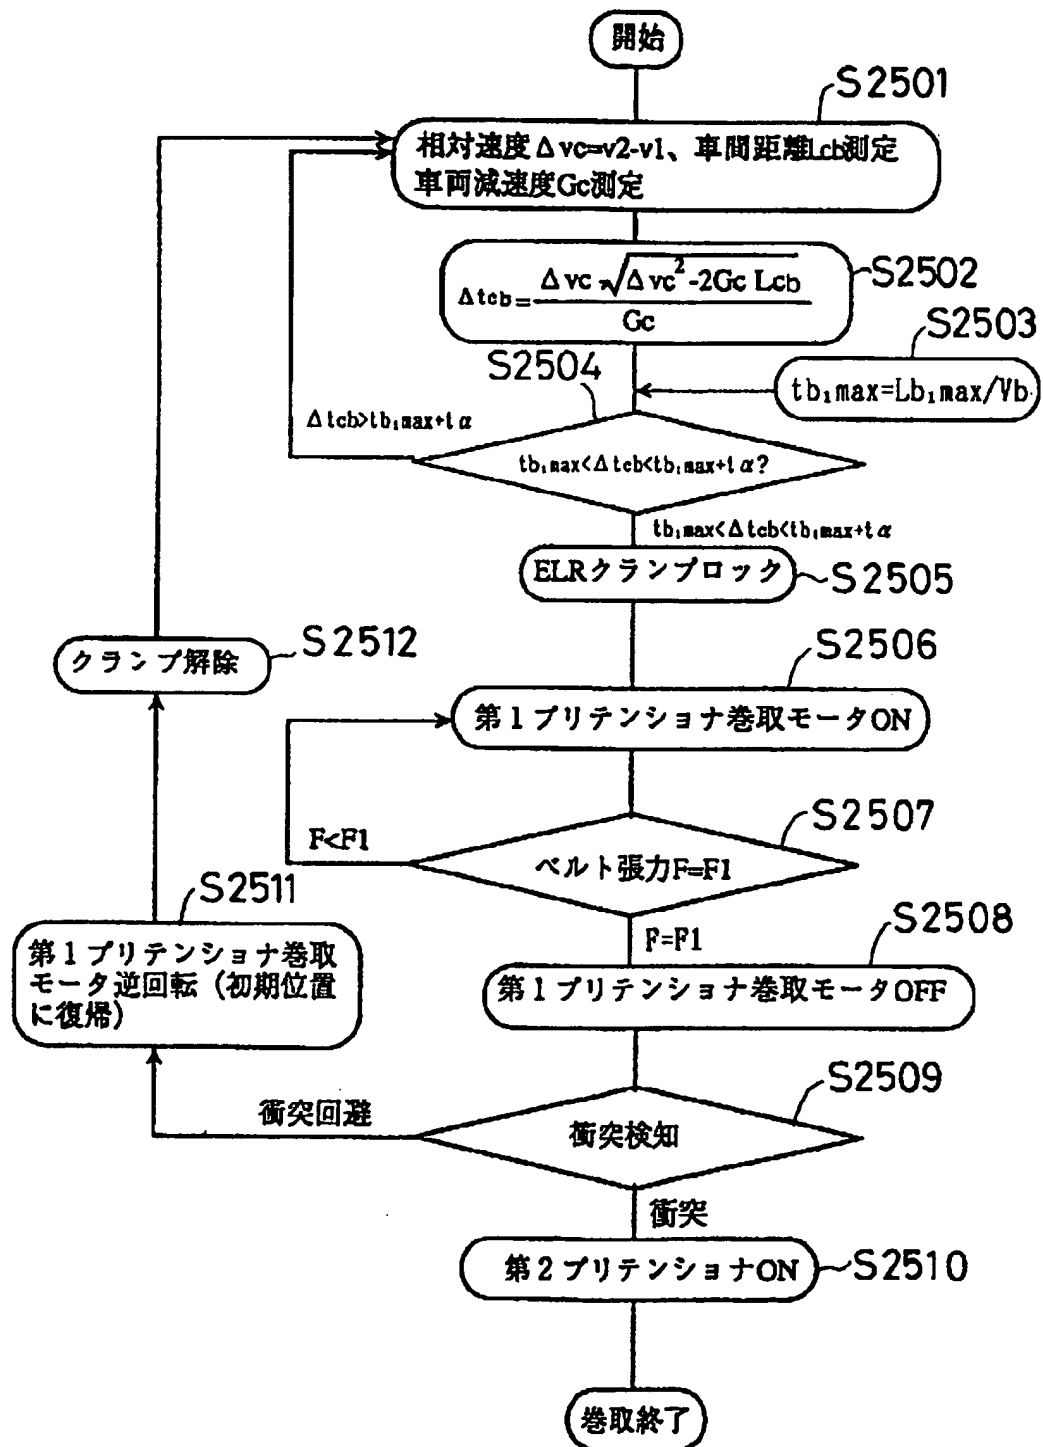 開始
S2501
相対速度Δvc=v2-v1、車間距離Lcb測定
車両減速度Gc測定
Δtcb=(Δvc-√(Δvc²-2Gc Lcb))/Gc
S2502
S2503
tb₁max=Lb₁max/Vb
S2504
Δtcb>tb₁max+tα
tb₁max<Δtcb<tb₁max+tα?
tb₁max<Δtcb<tb₁max+tα
ELRクランプロック
S2505
S2506
第1プリテンショナ巻取モータON
S2507
F<F1
ベルト張力F=F1
F=F1
S2508
第1プリテンショナ巻取モータOFF
S2509
衝突検知
衝突回避
衝突
第2プリテンショナON
S2510
巻取終了
S2511
第1プリテンショナ巻取
モータ逆回転（初期位置
に復帰）
クランプ解除
S2512